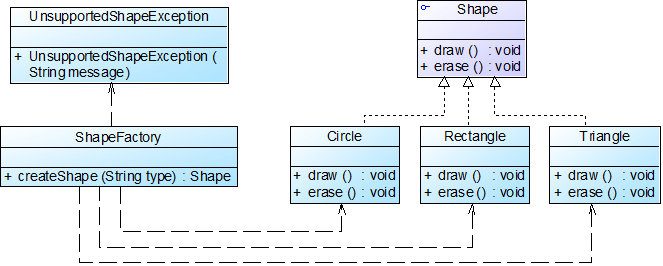 UnsupportedShapeException
+ UnsupportedShapeException (
String message)
Shape
+ draw () : void
+ erase () : void
ShapeFactory
+ createShape (String type) : Shape
Circle
+ draw () : void
+ erase () : void
Rectangle
+ draw () : void
+ erase () : void
Triangle
+ draw () : void
+ erase () : void